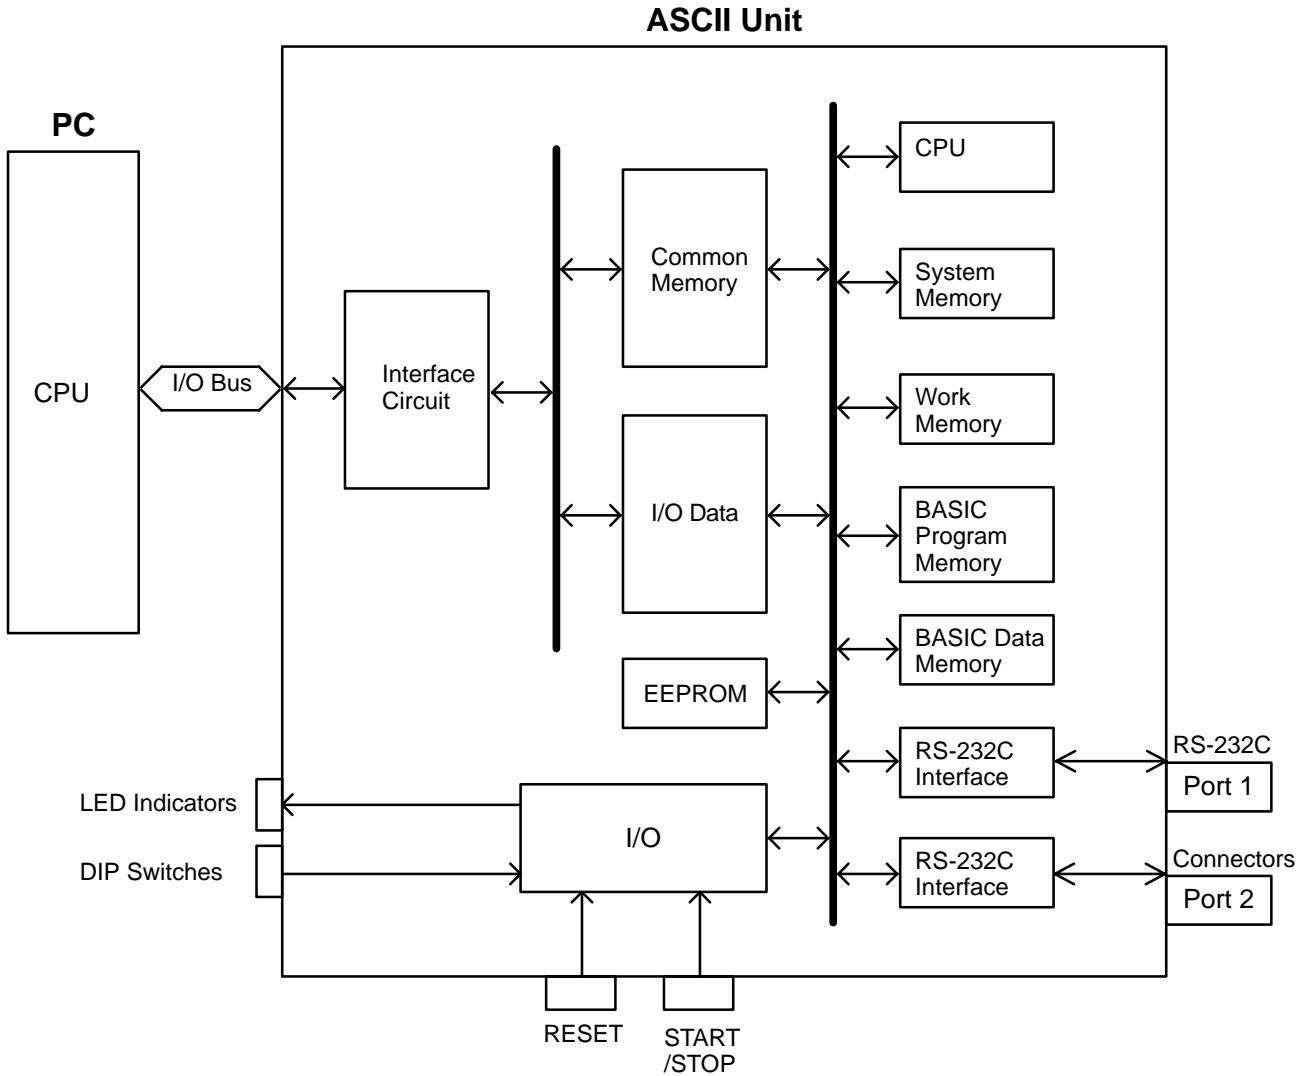 ASCII Unit
PC
CPU
I/O Bus
Interface
Circuit
Common
Memory
I/O Data
EEPROM
I/O
CPU
System
Memory
Work
Memory
BASIC
Program
Memory
BASIC Data
Memory
RS-232C
Interface
RS-232C
Interface
RS-232C
Port 1
Connectors
Port 2
LED Indicators
DIP Switches
RESET
START
/STOP